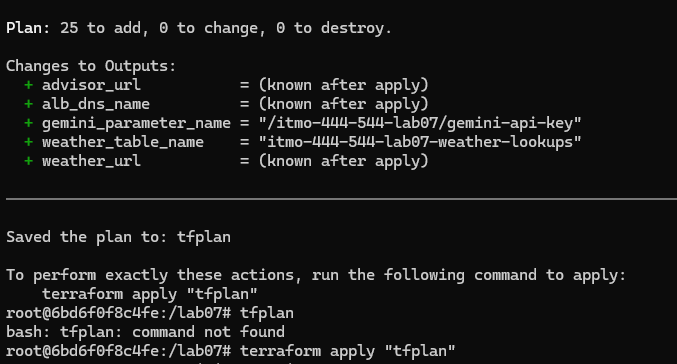 Plan: 25 to add, 0 to change, 0 to destroy.
Changes to Outputs:
+ advisor_url = (known after apply)
+ alb_dns_name = (known after apply)
+ gemini_parameter_name = "/itmo-444-544-lab07/gemini-api-key"
+ weather_table_name = "itmo-444-544-lab07-weather-lookups"
+ weather_url = (known after apply)
Saved the plan to: tfplan
To perform exactly these actions, run the following command to apply:
terraform apply "tfplan"
root@6bd6f0f8c4fe:/lab07# tfplan
bash: tfplan: command not found
root@6bd6f0f8c4fe:/lab07# terraform apply "tfplan"